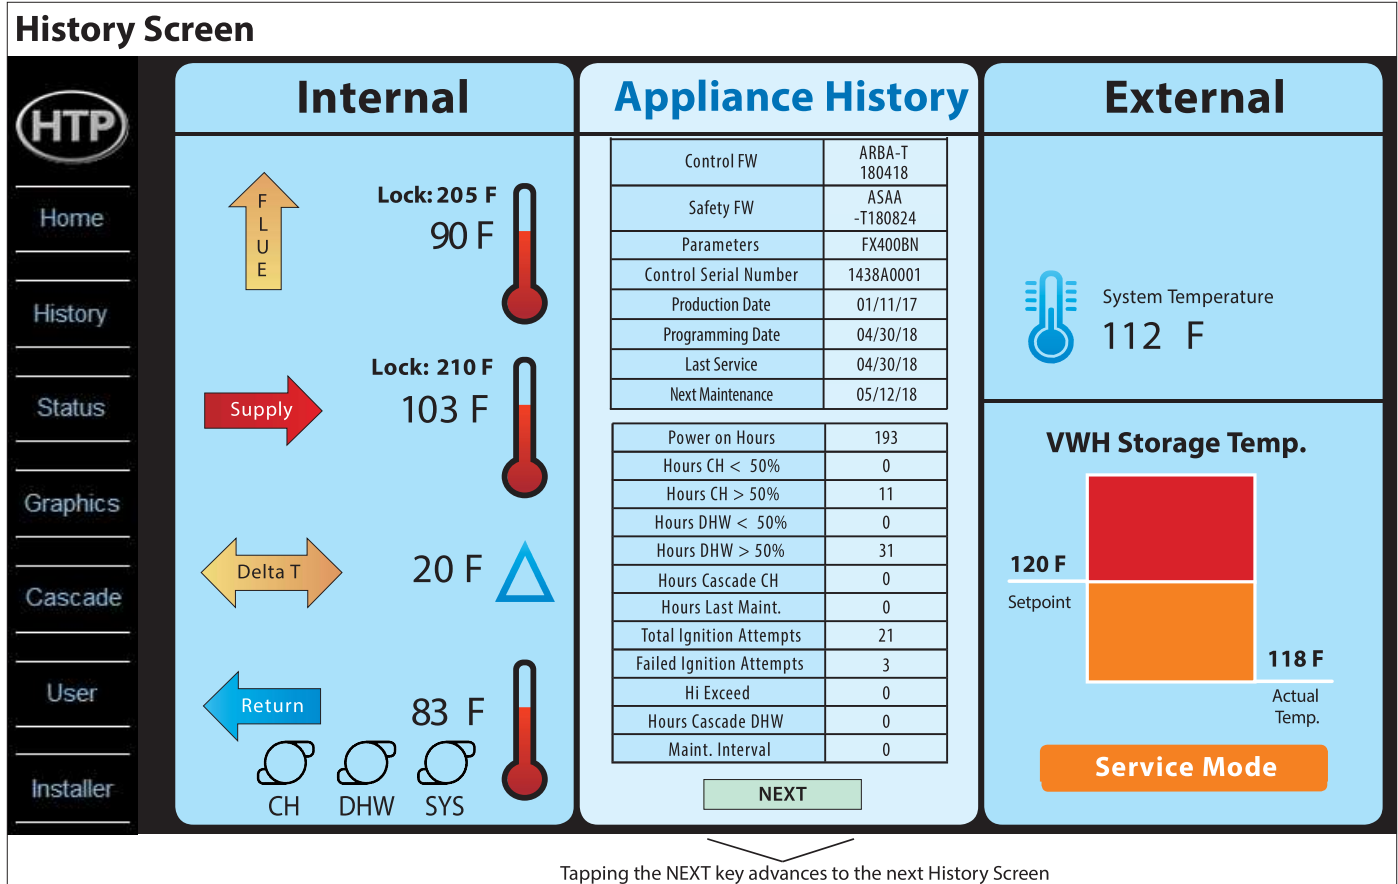 History Screen
HTP
Home
History
Status
Graphics
Cascade
User
Installer
Internal
FLUE
Lock: 205 F
90 F
Lock: 210 F
Supply
103 F
Delta T
20 F
Return
83 F
CH DHW SYS
Appliance History
Control FW ARBA-T
180418
Safety FW ASAA
-T180824
Parameters FX400BN
Control Serial Number 1438A0001
Production Date 01/11/17
Programming Date 04/30/18
Last Service 04/30/18
Next Maintenance 05/12/18
Power on Hours 193
Hours CH < 50% 0
Hours CH > 50% 11
Hours DHW < 50% 0
Hours DHW > 50% 31
Hours Cascade CH 0
Hours Last Maint. 0
Total Ignition Attempts 21
Failed Ignition Attempts 3
Hi Exceed 0
Hours Cascade DHW 0
Maint. Interval 0
NEXT
External
System Temperature
112 F
VWH Storage Temp.
120 F
Setpoint
118 F
Actual
Temp.
Service Mode
Tapping the NEXT key advances to the next History Screen